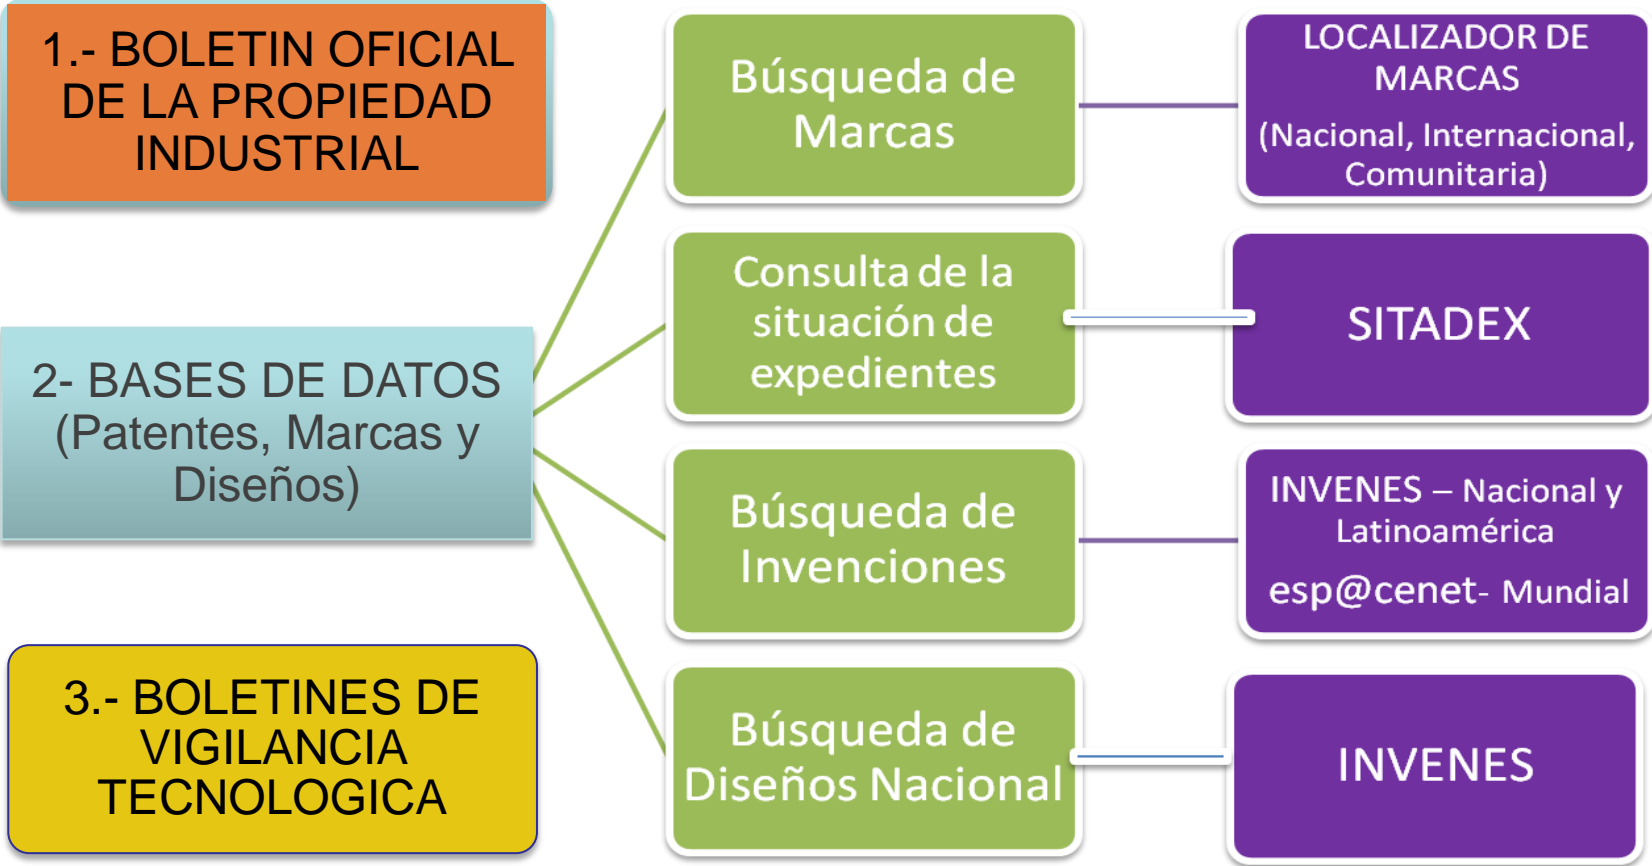 1.- BOLETIN OFICIAL
DE LA PROPIEDAD
INDUSTRIAL
2- BASES DE DATOS
(Patentes, Marcas y
Diseños)
3.- BOLETINES DE
VIGILANCIA
TECNOLOGICA
Búsqueda de
Marcas
LOCALIZADOR DE
MARCAS
(Nacional, Internacional,
Comunitaria)
Consulta de la
situación de
expedientes
SITADEX
Búsqueda de
Invenciones
INVENES – Nacional y
Latinoamérica
esp@cenet- Mundial
Búsqueda de
Diseños Nacional
INVENES